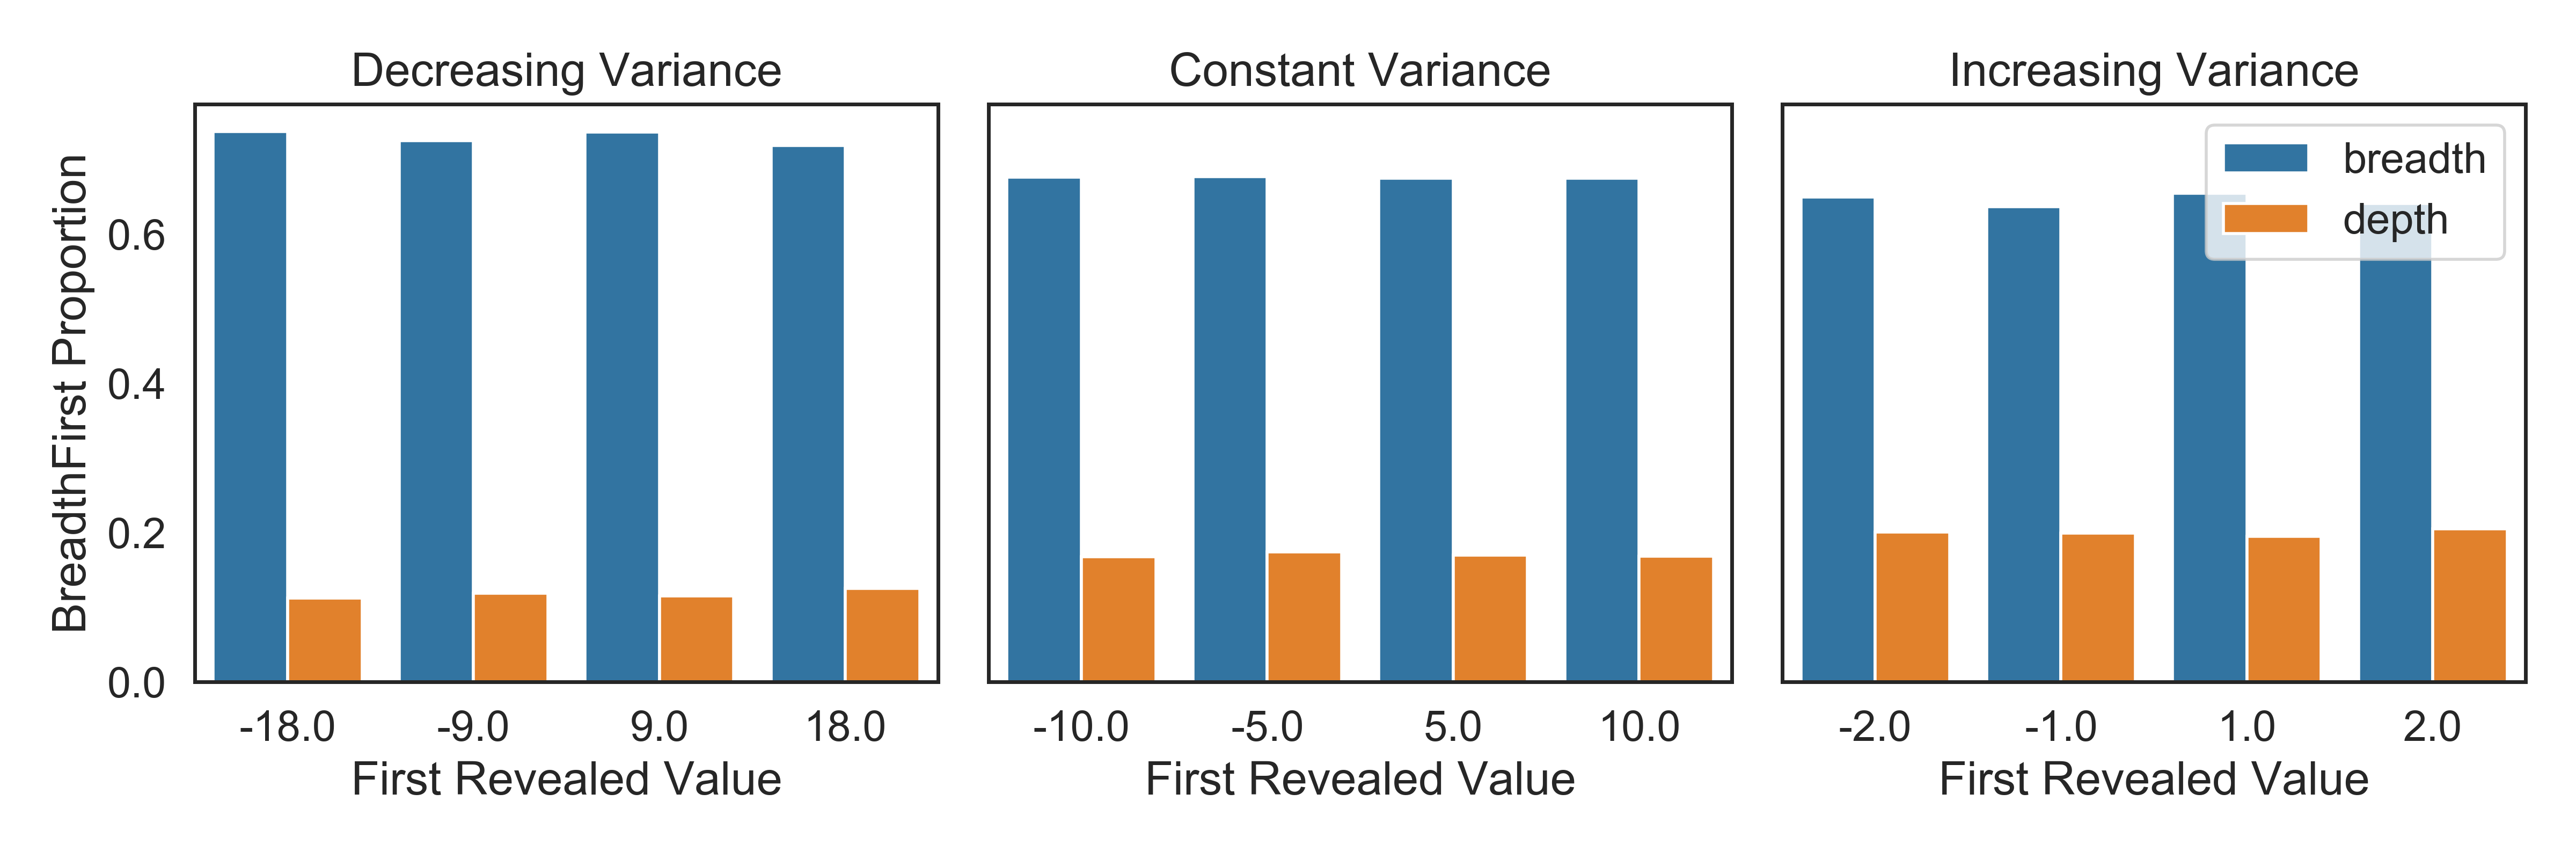 Decreasing Variance
Constant Variance
Increasing Variance
BreadthFirst Proportion
0.6
0.4
0.2
0.0
breadth
depth
-18.0 -9.0 9.0 18.0
-10.0 -5.0 5.0 10.0
-2.0 -1.0 1.0 2.0
First Revealed Value
First Revealed Value
First Revealed Value